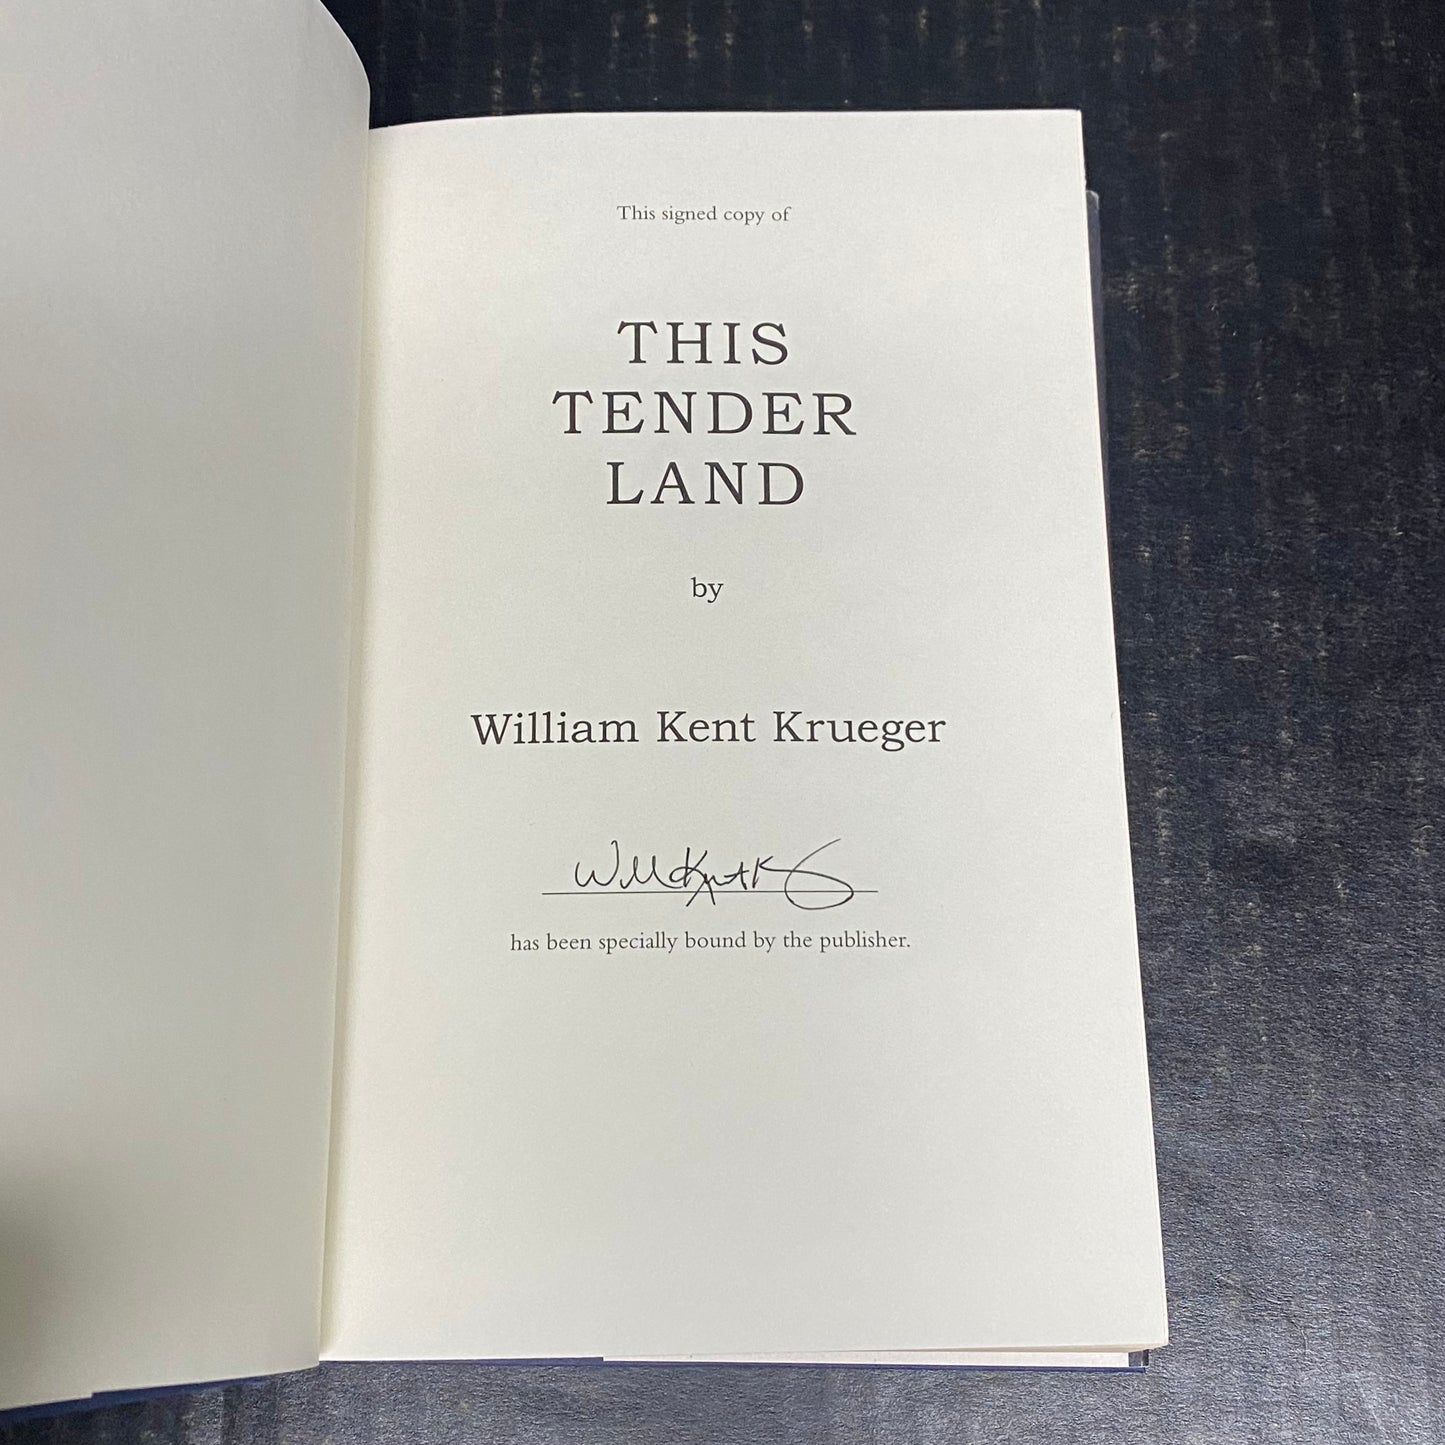 This signed copy of
THIS
TENDER
LAND
by
William Kent Krueger
has been specially bound by the publisher.